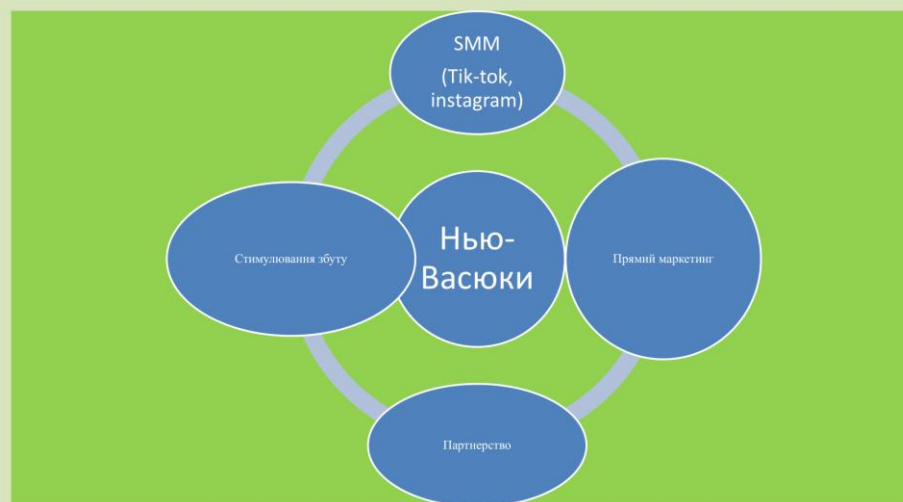 SMM
(Tik-tok,
instagram)
Стимулювання збуту
Нью-
Васюки
Прямий маркетинг
Партнерство